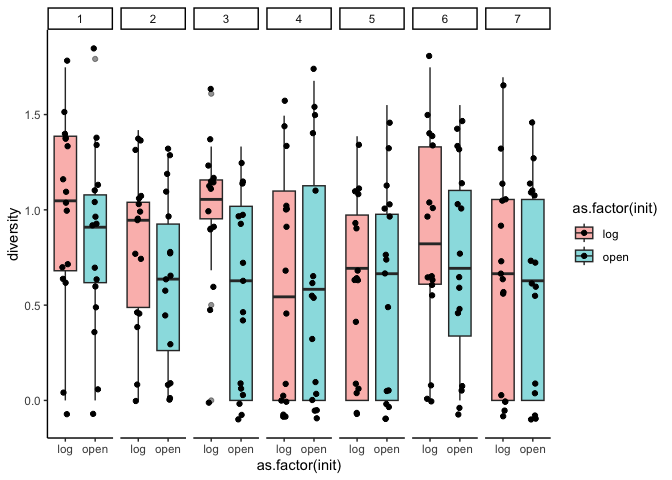 1 2 3 4 5 6 7
diversity
1.5
1.0
0.5
0.0
log open log open log open log open log open log open log open
as.factor(init)
as.factor(init)
log
open